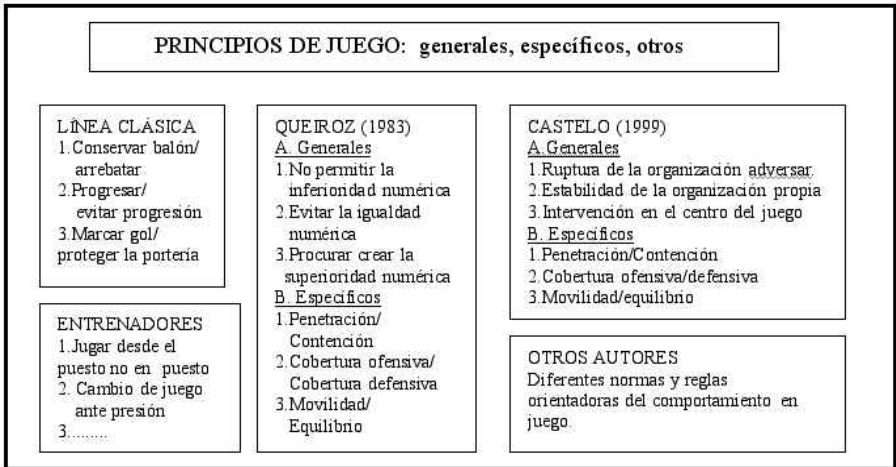 PRINCIPIOS DE JUEGO: generales, específicos, otros
LÍNEA CLÁSICA
1.Conservar balón/
arrebatar
2.Progresar/
evitar progresión
3.Marcar gol/
proteger la portería
ENTRENADORES
1.Jugar desde el
puesto no en puesto
2. Cambio de juego
ante presión
3.........
QUEIROZ (1983)
A. Generales
1.No permitir la
inferioridad numérica
2.Evitar la igualdad
numérica
3.Procurar crear la
superioridad numérica
B. Específicos
1.Penetración/
Contención
2.Cobertura ofensiva/
Cobertura defensiva
3.Movilidad/
Equilibrio
CASTELO (1999)
A.Generales
1.Ruptura de la organización adversar.
2.Estabilidad de la organización propia
3.Intervención en el centro del juego
B. Específicos
1.Penetración/Contención
2.Cobertura ofensiva/defensiva
3.Movilidad/equilibrio
OTROS AUTORES
Diferentes normas y reglas
orientadoras del comportamiento en
juego.